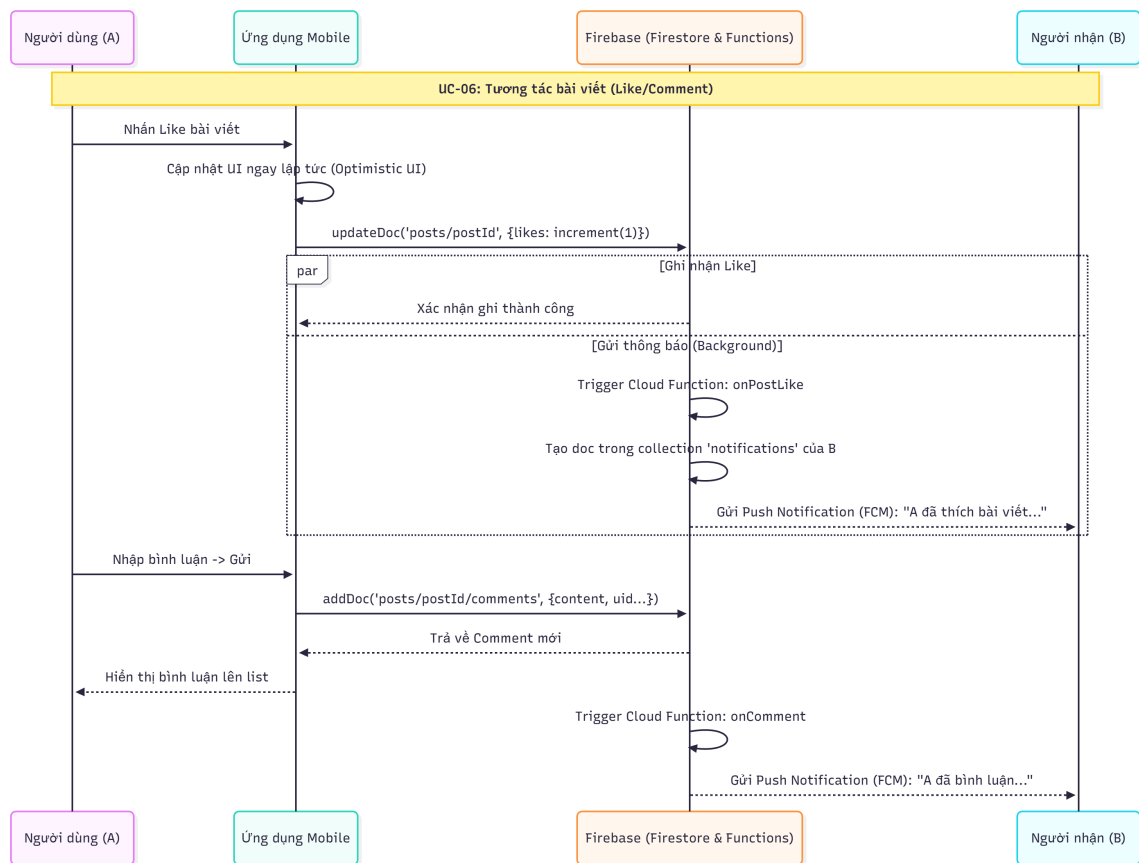 Người dùng (A)
Ứng dụng Mobile
Firebase (Firestore & Functions)
Người nhận (B)
UC-06: Tương tác bài viết (Like/Comment)
Nhấn Like bài viết
Cập nhật UI ngay lập tức (Optimistic UI)
updateDoc('posts/postId', {likes: increment(1)})
par
[Ghi nhận Like]
Xác nhận ghi thành công
[Gửi thông báo (Background)]
Trigger Cloud Function: onPostLike
Tạo doc trong collection 'notifications' của B
Gửi Push Notification (FCM): "A đã thích bài viết..."
Nhập bình luận -> Gửi
addDoc('posts/postId/comments', {content, uid...})
Trả về Comment mới
Hiển thị bình luận lên list
Trigger Cloud Function: onComment
Gửi Push Notification (FCM): "A đã bình luận..."
Người dùng (A)
Ứng dụng Mobile
Firebase (Firestore & Functions)
Người nhận (B)